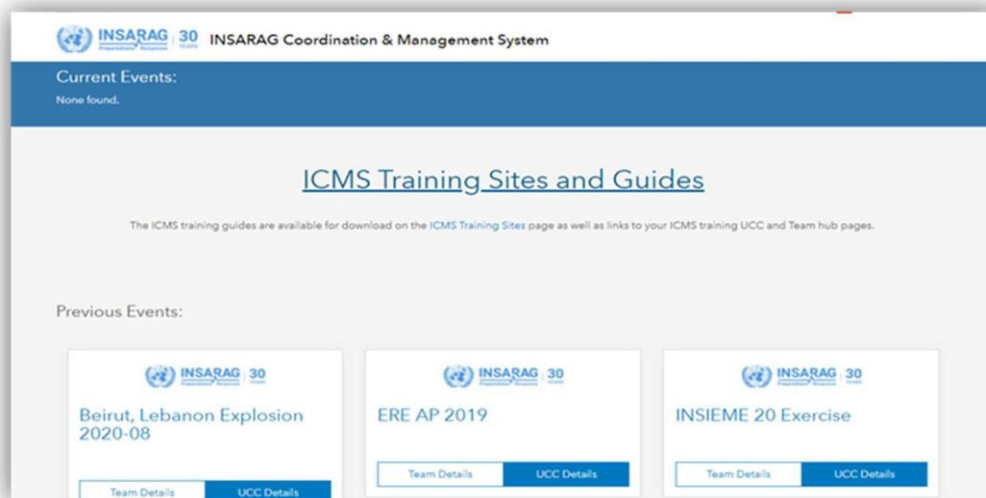 INSARAG 30 INSARAG Coordination & Management System
Preparedness Response YEARS
Current Events:
None found.
ICMS Training Sites and Guides
The ICMS training guides are available for download on the ICMS Training Sites page as well as links to your ICMS training UCC and Team hub pages.
Previous Events:
INSARAG 30
INSARAG 30
INSARAG 30
Beirut, Lebanon Explosion
2020-08
ERE AP 2019
INSIEME 20 Exercise
Team Details UCC Details
Team Details UCC Details
Team Details UCC Details